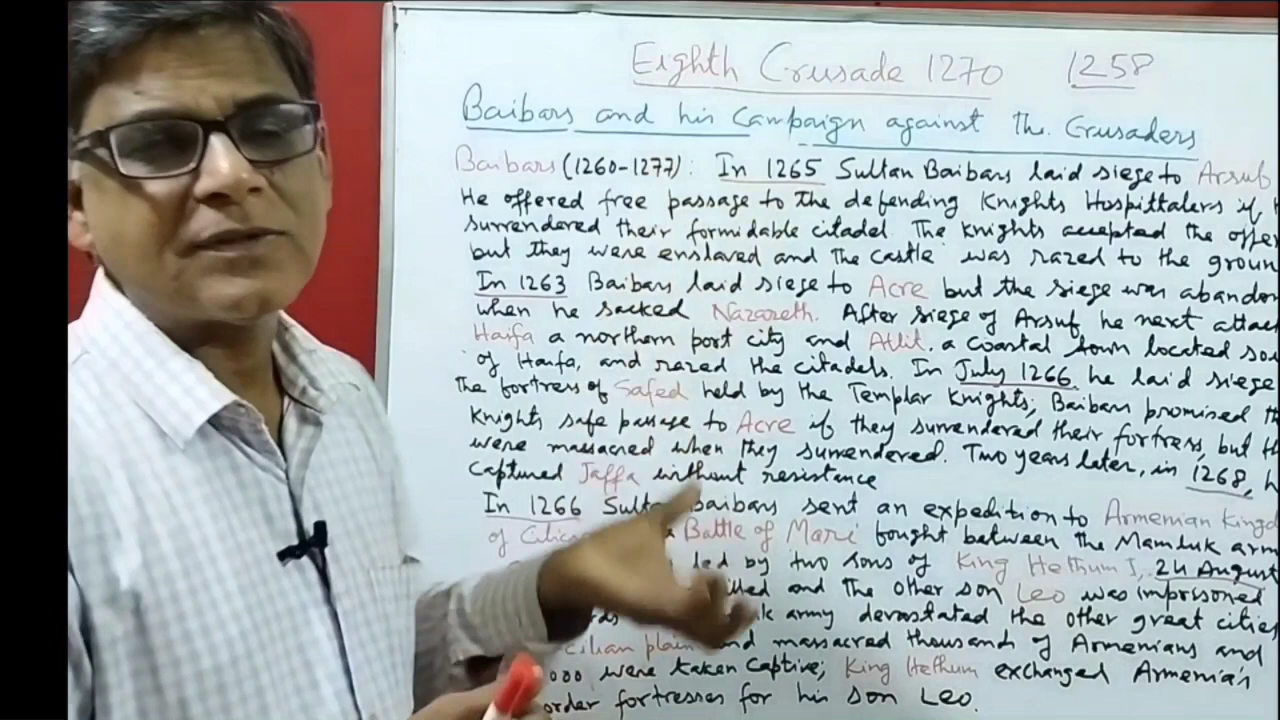 Eighth Crusade 1270 1258
Baibars and his Campaign against the Crusaders
Baibars (1260-1277): In 1265 Sultan Baibars laid siege to Arsuf
He offered free passage to the defending Knights Hospittalers if
surrendered their formidable citadel. The Knights accepted the offer
but they were enslaved and the castle was razed to the groun
In 1263 Baibars laid siege to Acre but the siege was abandon
when he sacked Nazareth. After siege of Arsuf, he next attac
Haifa a northern port city and Atlit, a coastal town located sou
of Haifa, and razed the citadels. In July 1266, he laid siege
the fortress of Safed held by the Templar Knights; Baibars promised th
Knights safe passage to Acre if they surrendered their fortress, but th
were massacred when they surrendered. Two years later, in 1268, h
captured Jaffa without resistance
In 1266 Sult Baibars sent an expedition to Armenian Kingd
of Cilic Battle of Mari bought between the Mamluk arm
led by two sons of King Hethum I, 24 August
lled and the other son Leo was imprisoned
k army devastated the other great cities
cilian plain and massacred thousands of Armenians and
000 were taken captive; King Hethum exchanged Armenia's
order fortresses for his son Leo.